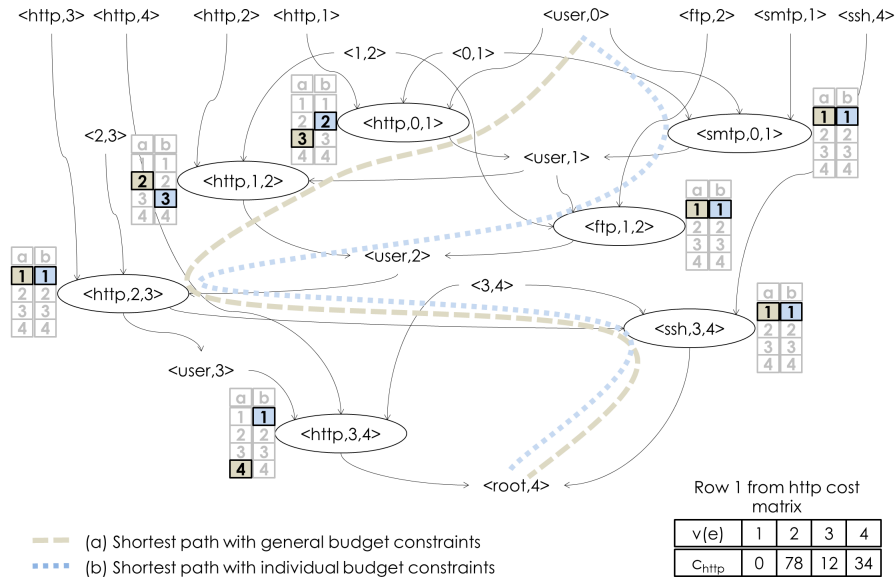 <http,3> <http,4> <http,2> <http,1> <user,0> <ftp,2> <smtp,1> <ssh,4>
<1,2> <0,1>
a b
1 1
2 2
3 3
4 4
<http,0,1>
a b
1 1
2 2
3 3
4 4
<smtp,0,1>
<2,3>
a b
1
2 2
3 3
4 4
<http,1,2>
<user,1>
a b
1 1
2 2
3 3
4 4
<ftp,1,2>
<user,2>
a b
1 1
2 2
3 3
4 4
<http,2,3>
<3,4>
a b
1 1
2 2
3 3
4 4
<ssh,3,4>
<user,3>
a b
1 1
2 2
3 3
4 4
<http,3,4>
<root,4>
Row 1 from http cost
matrix
v(e) 1 2 3 4
c_http 0 78 12 34
(a) Shortest path with general budget constraints
(b) Shortest path with individual budget constraints